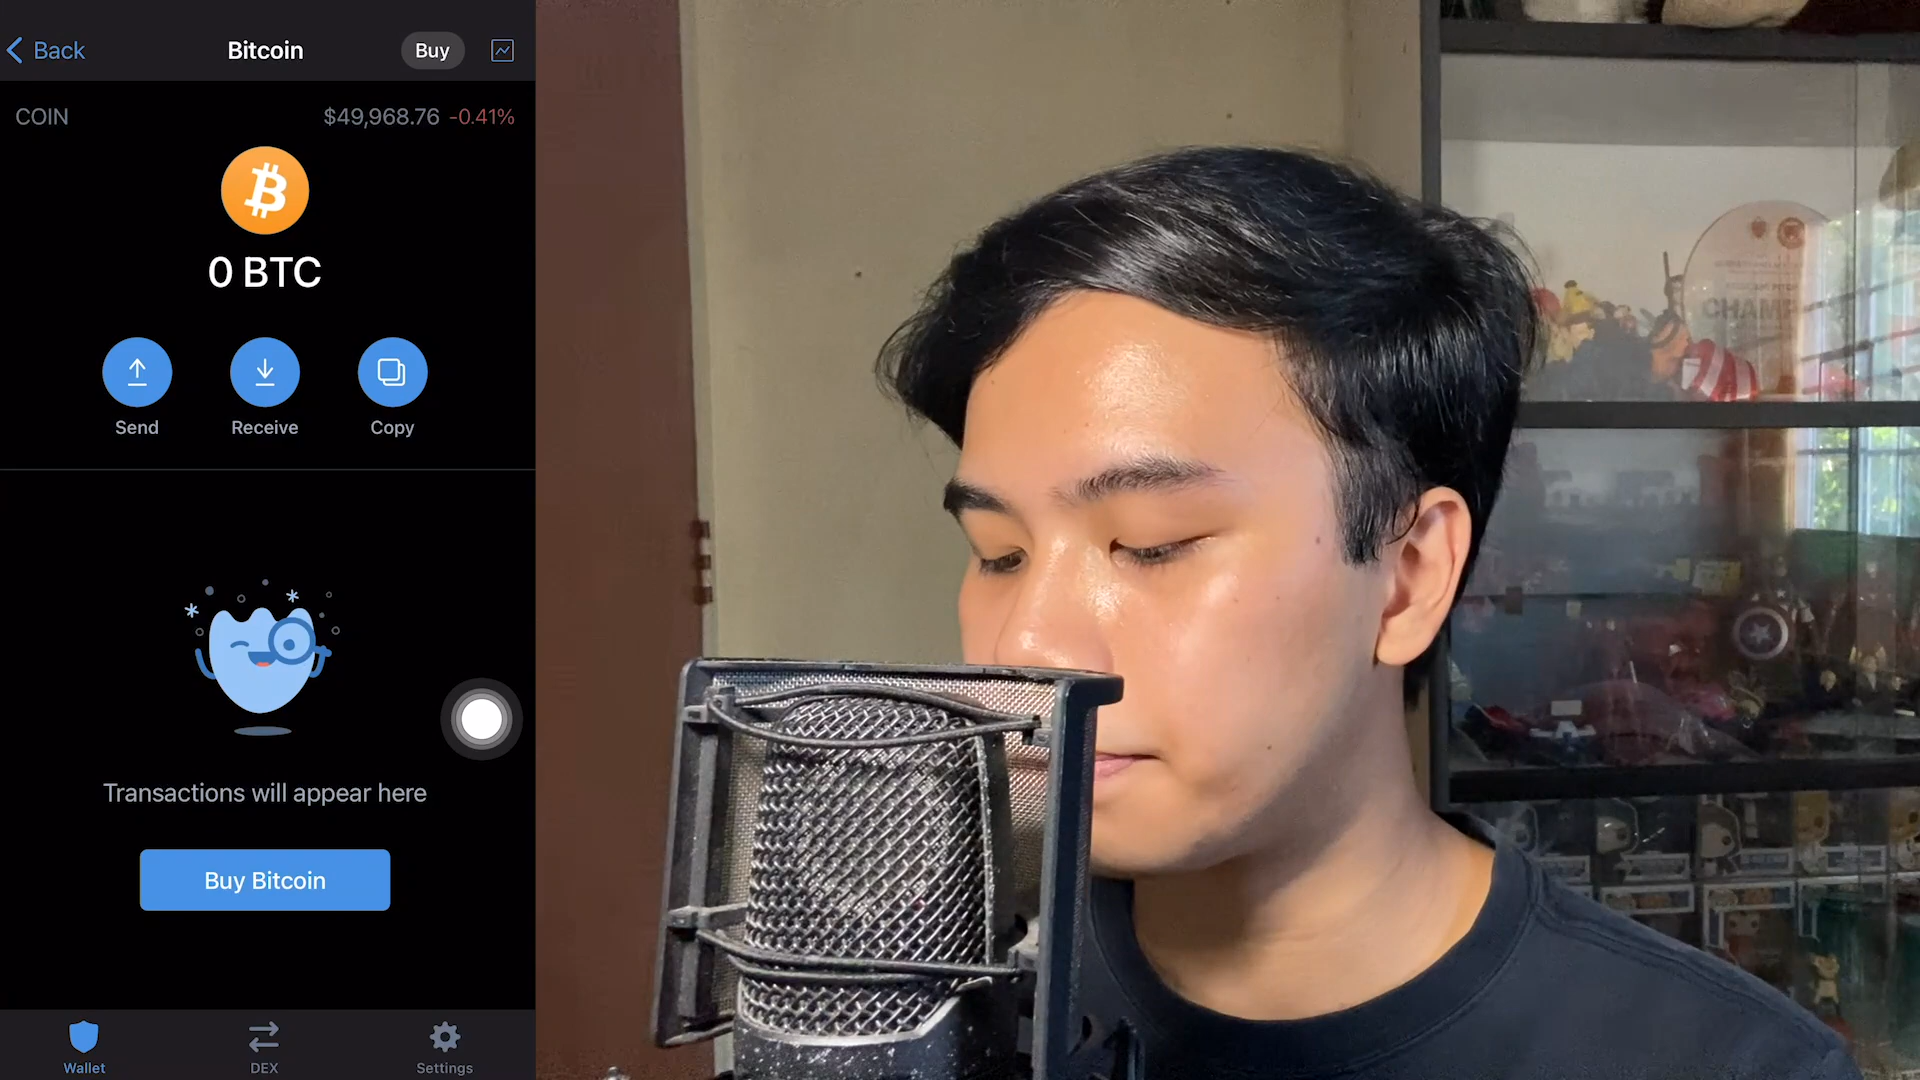 Back
Bitcoin
Buy
COIN
$49,968.76 -0.41%
0 BTC
Send
Receive
Copy
Transactions will appear here
Buy Bitcoin
Wallet
DEX
Settings
CHAMP